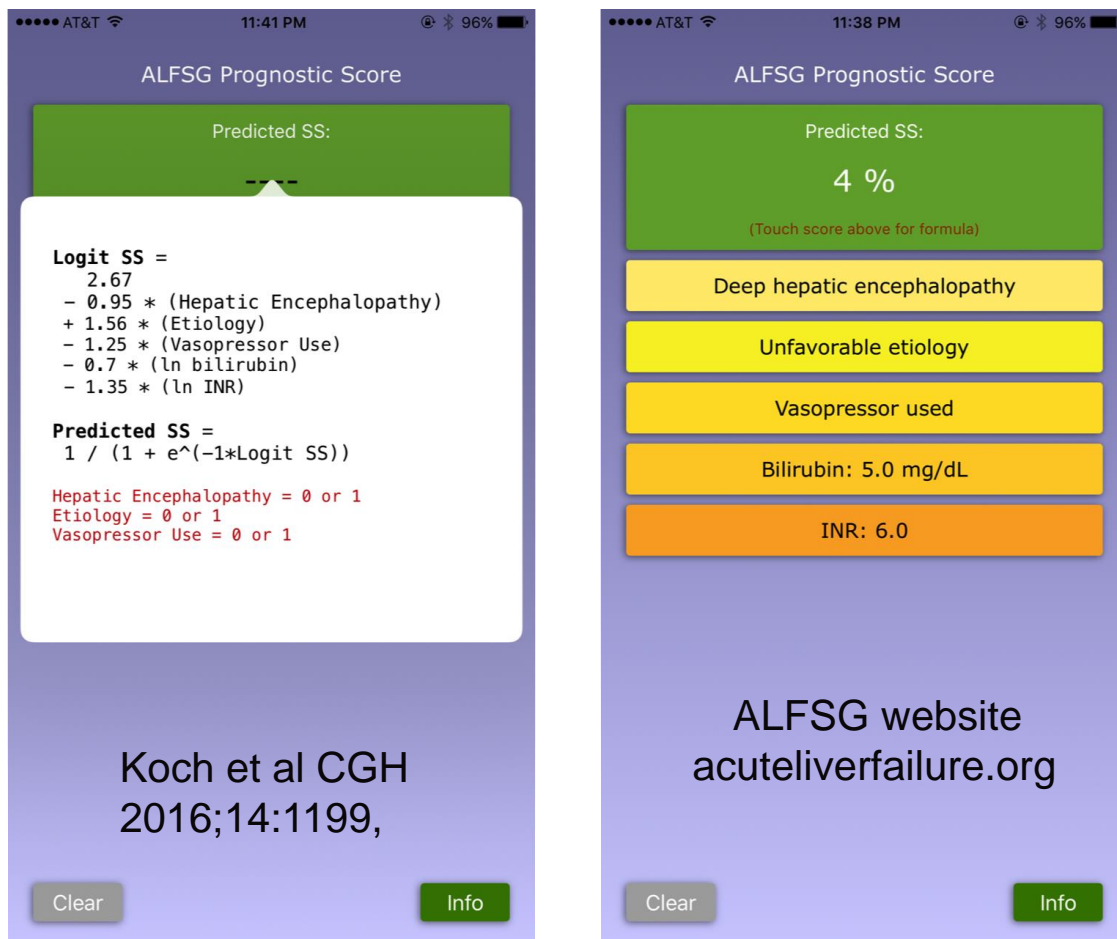 ●●●●● AT&T 11:41 PM 96%
ALFSG Prognostic Score
Predicted SS:
----
Logit SS =
2.67
− 0.95 * (Hepatic Encephalopathy)
+ 1.56 * (Etiology)
− 1.25 * (Vasopressor Use)
− 0.7 * (ln bilirubin)
− 1.35 * (ln INR)
Predicted SS =
1 / (1 + e^(−1*Logit SS))
Hepatic Encephalopathy = 0 or 1
Etiology = 0 or 1
Vasopressor Use = 0 or 1
Koch et al CGH
2016;14:1199,
Clear
Info
●●●●● AT&T 11:38 PM 96%
ALFSG Prognostic Score
Predicted SS:
4 %
(Touch score above for formula)
Deep hepatic encephalopathy
Unfavorable etiology
Vasopressor used
Bilirubin: 5.0 mg/dL
INR: 6.0
ALFSG website
acuteliverfailure.org
Clear
Info